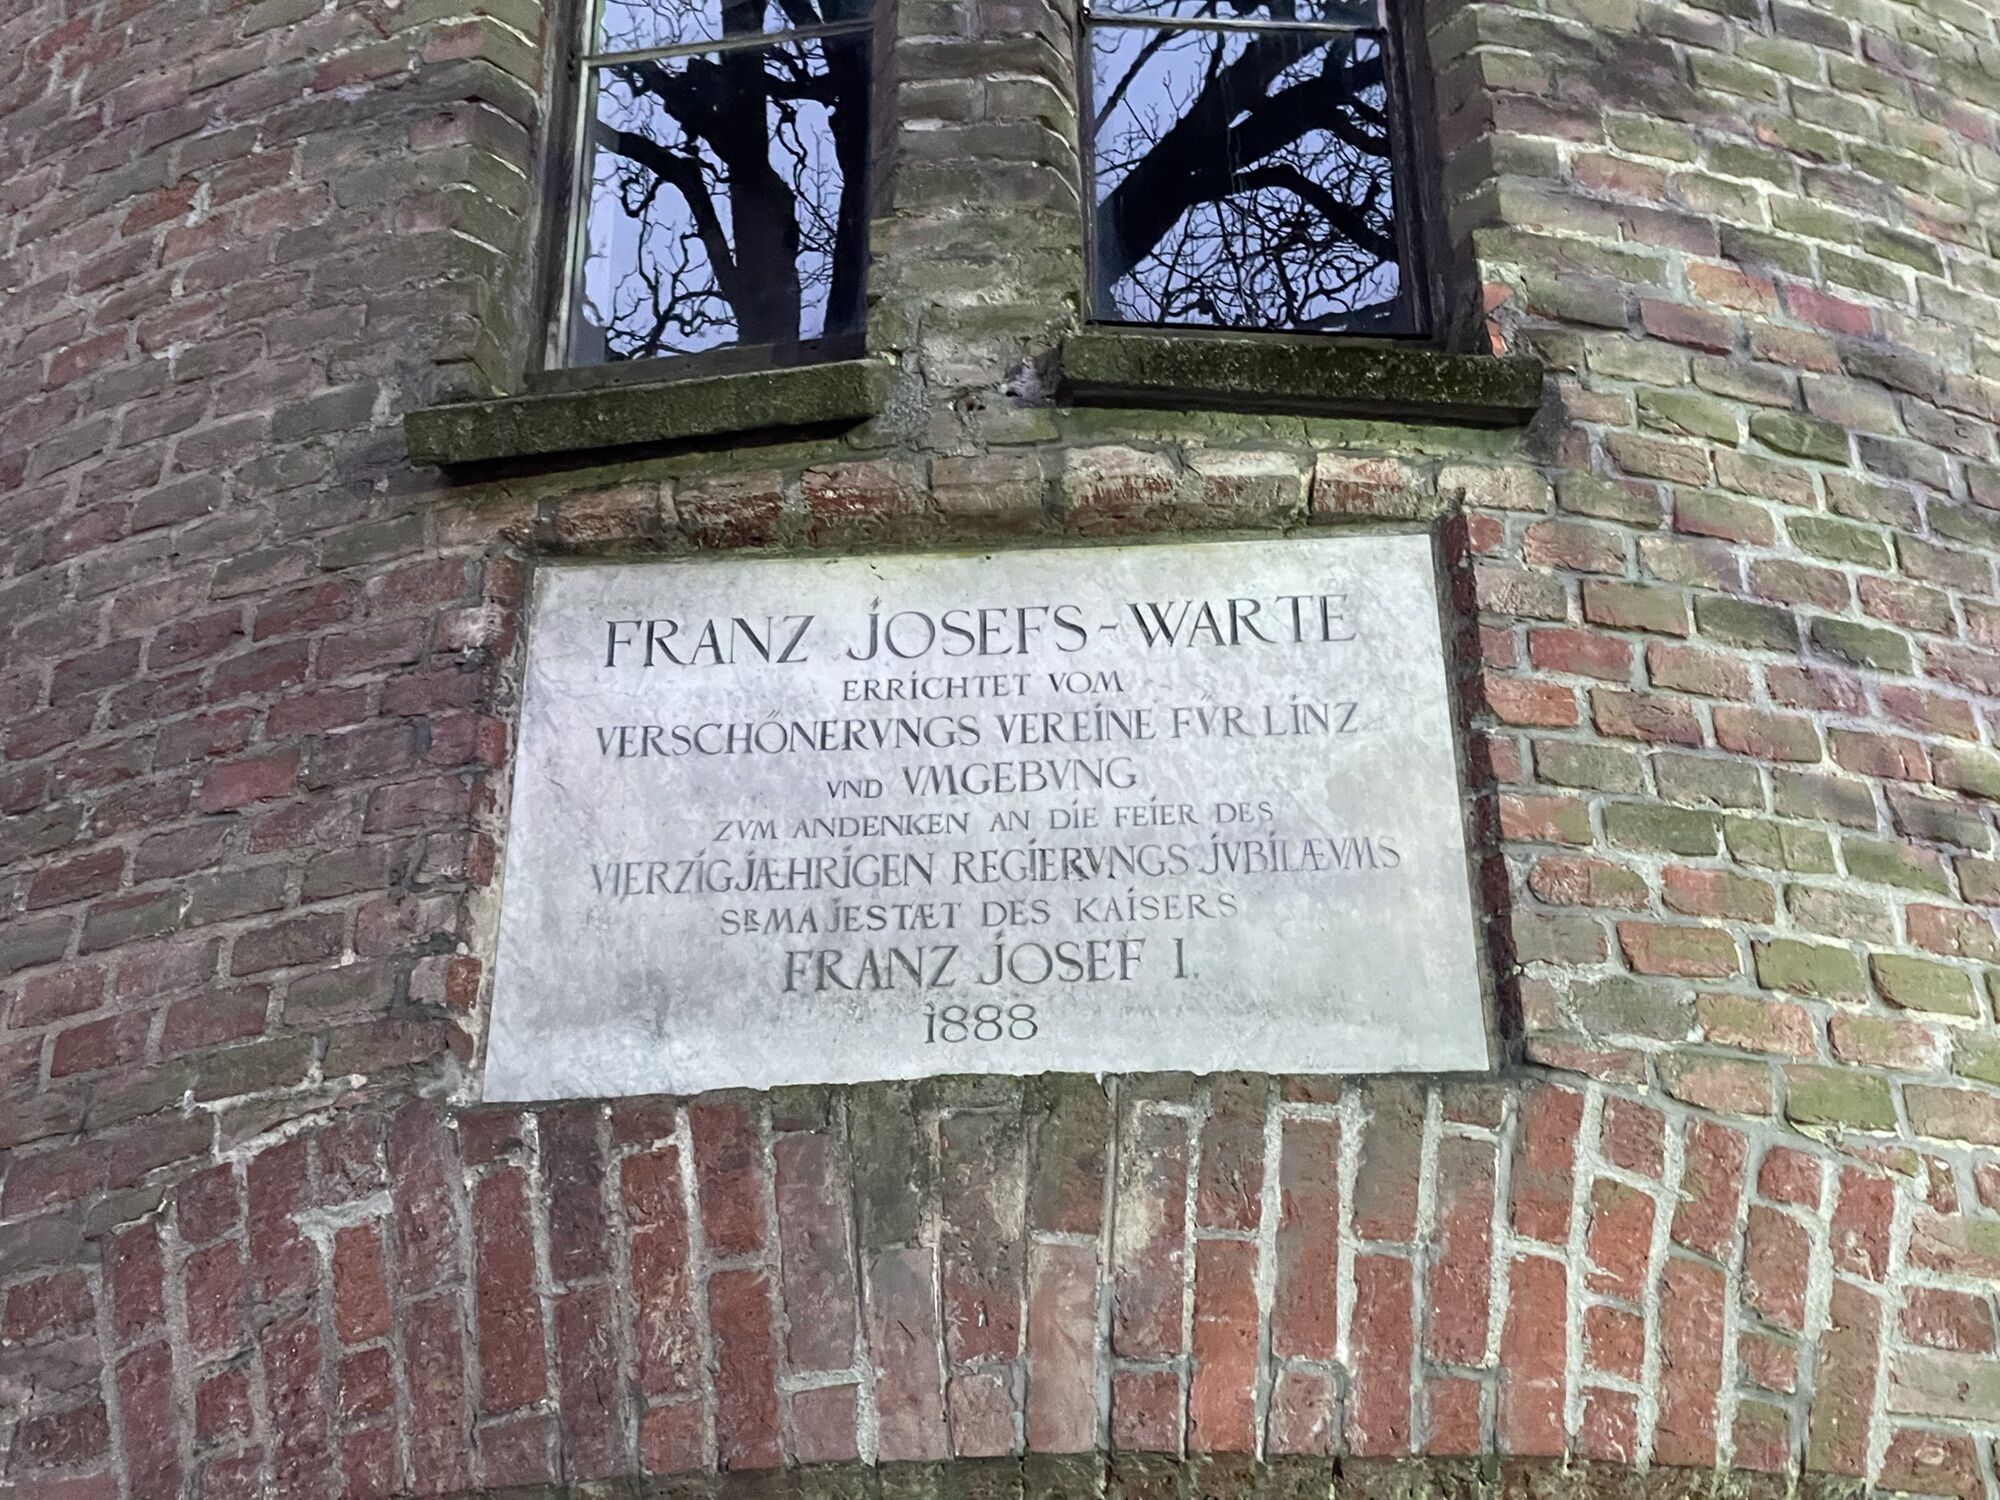 FRANZ JOSEFS-WARTE
ERRICHTET VOM
VERSCHÖNERVNGS VEREINE FÜR LINZ
VND VMGEBVNG
ZVM ANDENKEN AN DIE FEIER DES
VIERZIGJÆHRIGEN REGIERVNGS JVBILÆVMS
SR MAJESTÆT DES KAISERS
FRANZ JOSEF I.
1888